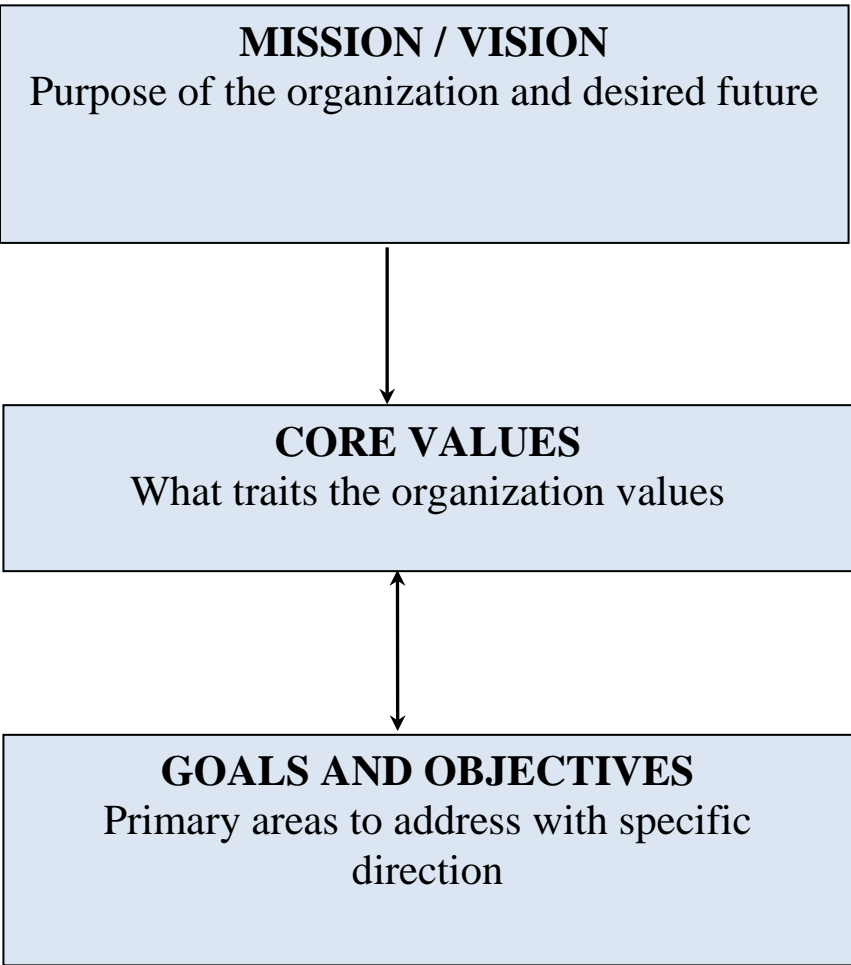 MISSION / VISION
Purpose of the organization and desired future
CORE VALUES
What traits the organization values
GOALS AND OBJECTIVES
Primary areas to address with specific
direction